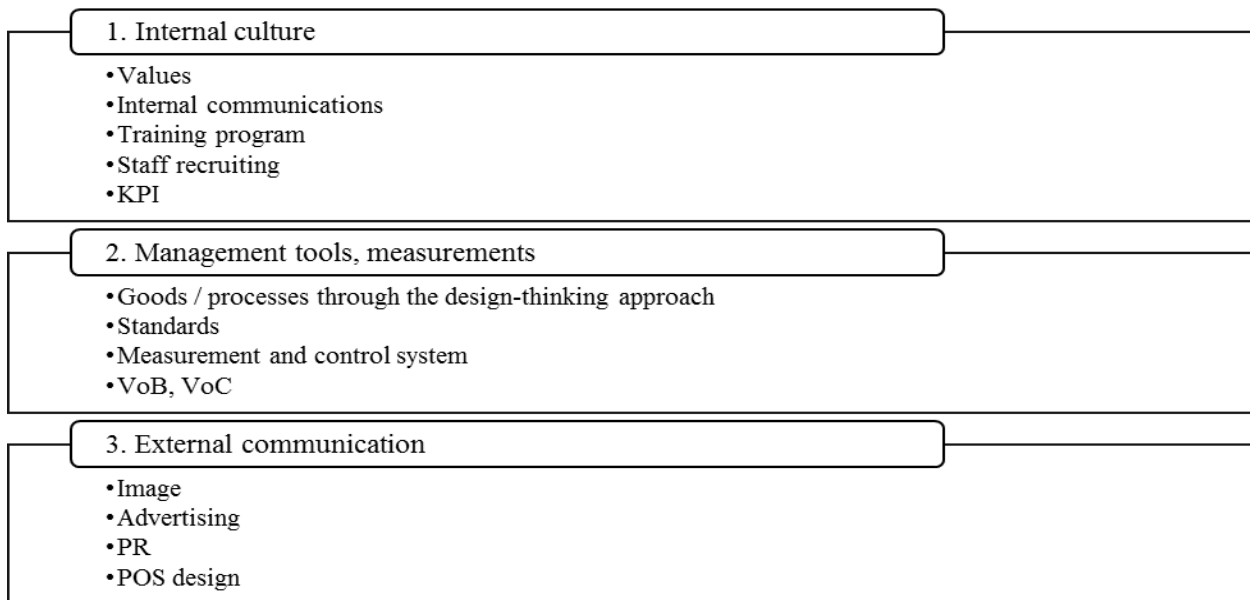 1. Internal culture
•Values
•Internal communications
•Training program
•Staff recruiting
•KPI
2. Management tools, measurements
•Goods / processes through the design-thinking approach
•Standards
•Measurement and control system
•VoB, VoC
3. External communication
•Image
•Advertising
•PR
•POS design